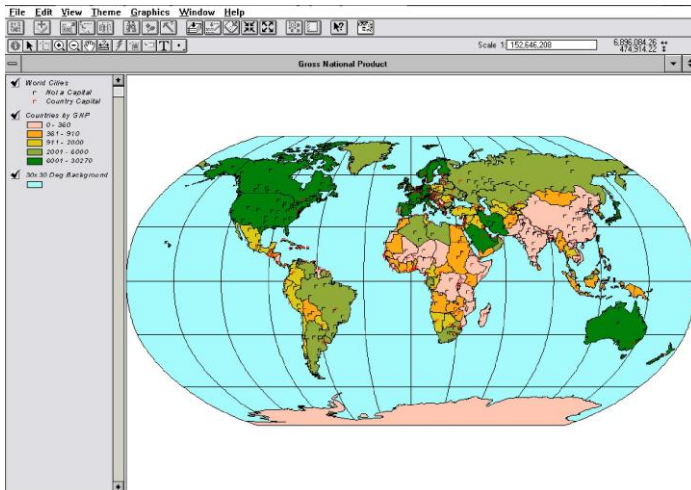 File Edit View Theme Graphics Window Help
Scale 1: 152,646,208
6,896,084.26
474,914.22
Gross National Product
World Cities
Not a Capital
Country Capital
Countries by GNP
0 - 360
361 - 910
911 - 2000
2001 - 6000
6001 - 30270
30x30 Deg Background